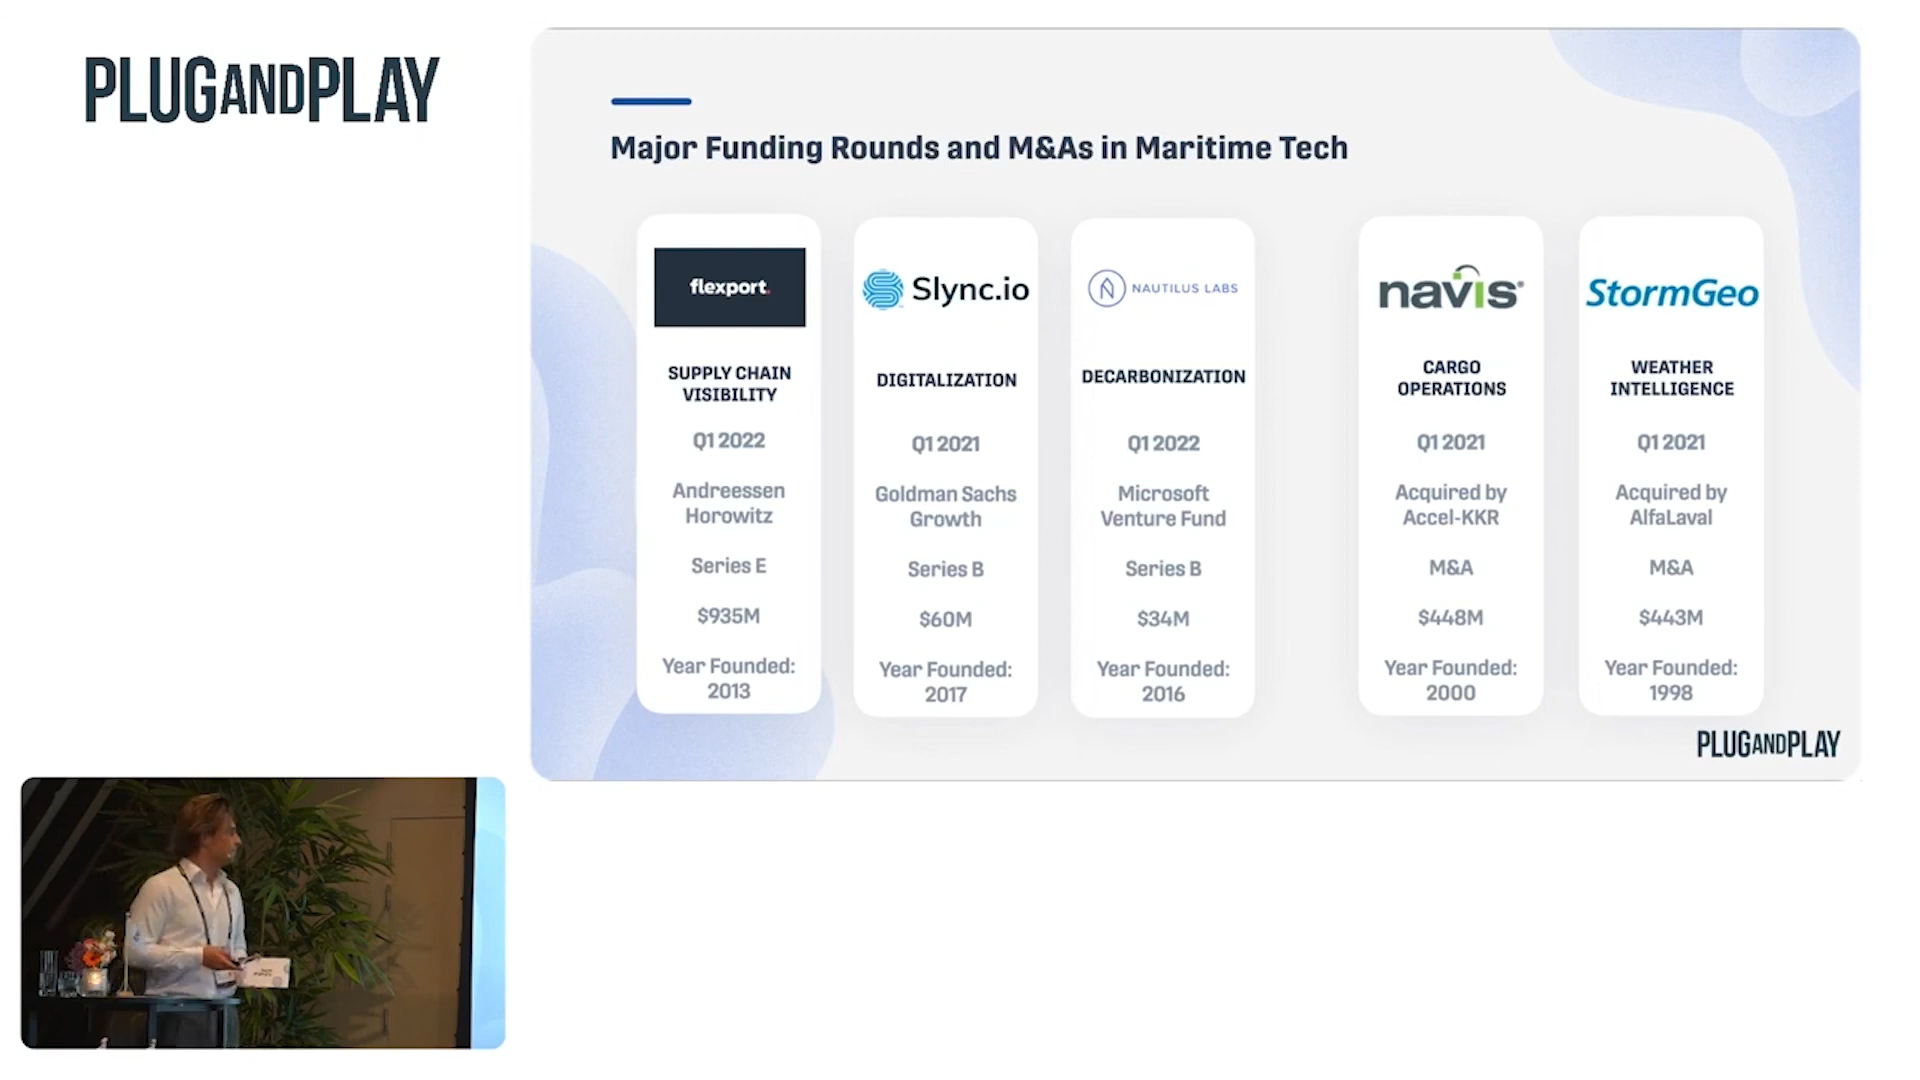 PLUGANDPLAY
Major Funding Rounds and M&As in Maritime Tech
flexport.
SUPPLY CHAIN
VISIBILITY
Q1 2022
Andreessen
Horowitz
Series E
$935M
Year Founded:
2013
Slync.io
DIGITALIZATION
Q1 2021
Goldman Sachs
Growth
Series B
$60M
Year Founded:
2017
NAUTILUS LABS
DECARBONIZATION
Q1 2022
Microsoft
Venture Fund
Series B
$34M
Year Founded:
2016
navis®
CARGO
OPERATIONS
Q1 2021
Acquired by
Accel-KKR
M&A
$448M
Year Founded:
2000
StormGeo
WEATHER
INTELLIGENCE
Q1 2021
Acquired by
AlfaLaval
M&A
$443M
Year Founded:
1998
PLUGANDPLAY